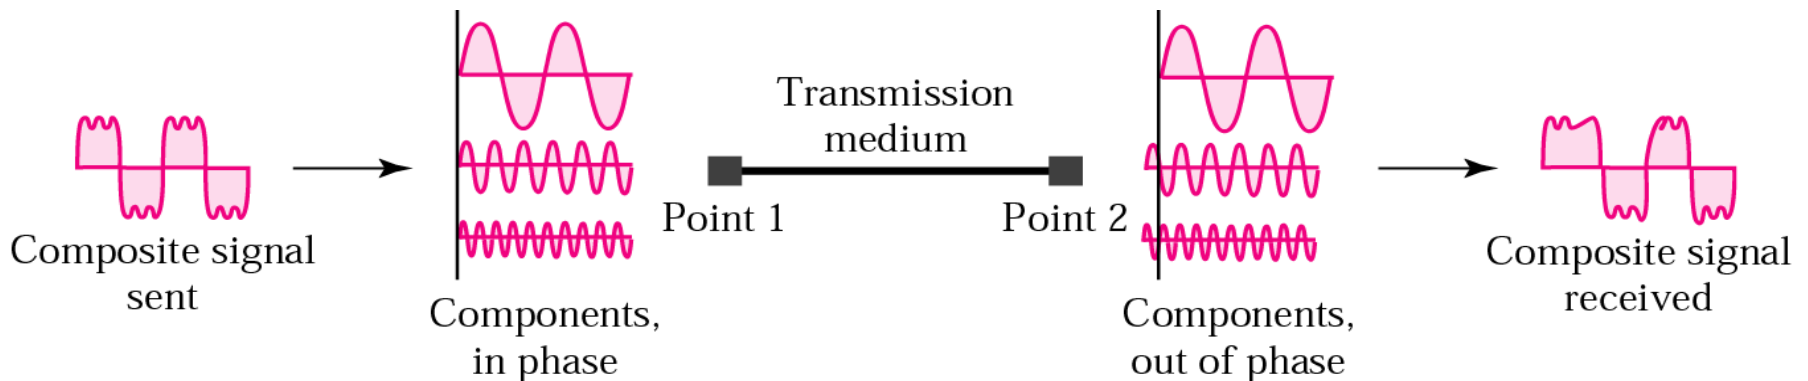 Composite signal
sent
Components,
in phase
Transmission
medium
Point 1
Point 2
Components,
out of phase
Composite signal
received